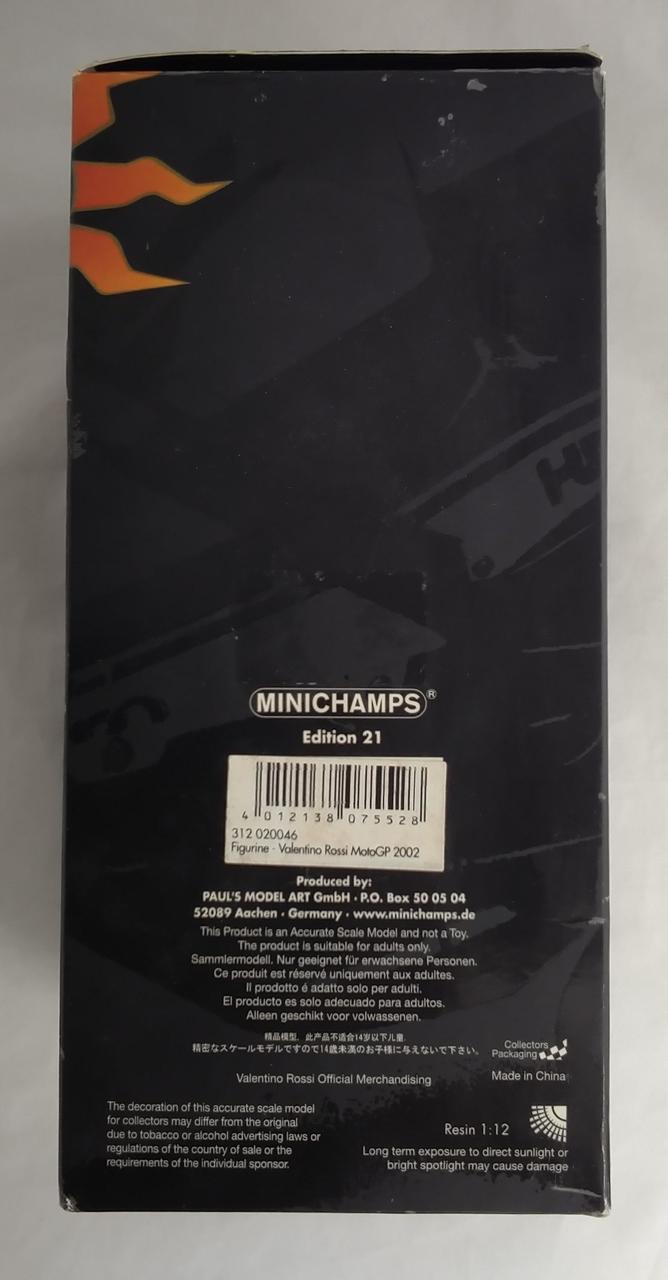 MINICHAMPS®
Edition 21
4 012138 075528
312 020046
Figurine - Valentino Rossi MotoGP 2002
Produced by:
PAUL'S MODEL ART GmbH · P.O. Box 50 05 04
52089 Aachen · Germany · www.minichamps.de
This Product is an Accurate Scale Model and not a Toy.
The product is suitable for adults only.
Sammlermodell. Nur geeignet für erwachsene Personen.
Ce produit est réservé uniquement aux adultes.
Il prodotto é adatto solo per adulti.
El producto es solo adecuado para adultos.
Alleen geschikt voor volwassenen.
精品模型，此产品不适合14岁以下儿童.
精密なスケールモデルですので14歳未満のお子様に与えないで下さい。
Collectors
Packaging
Valentino Rossi Official Merchandising
Made in China
The decoration of this accurate scale model
for collectors may differ from the original
due to tobacco or alcohol advertising laws or
regulations of the country of sale or the
requirements of the individual sponsor.
Resin 1:12
Long term exposure to direct sunlight or
bright spotlight may cause damage